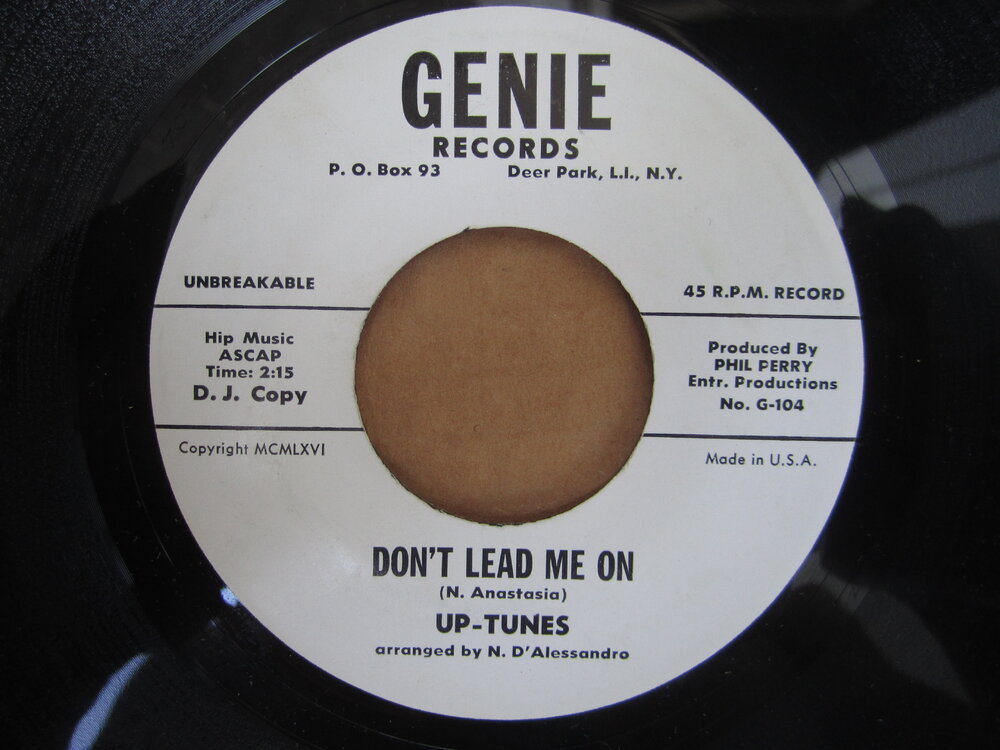 GENIE
RECORDS
P. O. Box 93 Deer Park, L.I., N.Y.
UNBREAKABLE
45 R.P.M. RECORD
Hip Music
ASCAP
Time: 2:15
D. J. Copy
Produced By
PHIL PERRY
Entr. Productions
No. G-104
Copyright MCMLXVI
Made in U.S.A.
DON'T LEAD ME ON
(N. Anastasia)
UP-TUNES
arranged by N. D'Alessandro